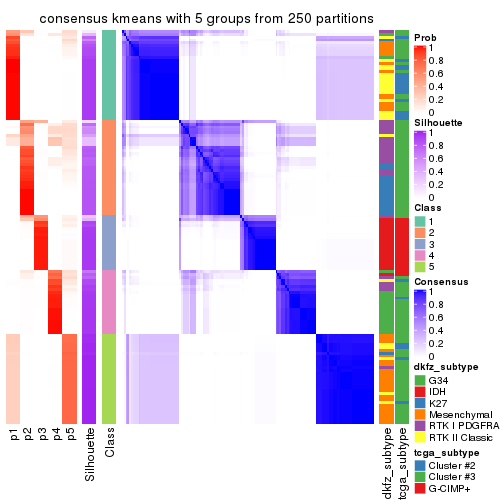 consensus kmeans with 5 groups from 250 partitions
Prob
1
0.8
0.6
0.4
0.2
0
Silhouette
1
0.8
0.6
0.4
0.2
0
Class
1
2
3
4
5
Consensus
1
0.8
0.6
0.4
0.2
0
dkfz_subtype
G34
IDH
K27
Mesenchymal
RTK I PDGFRA
RTK II Classic
tcga_subtype
Cluster #2
Cluster #3
G-CIMP+
p1
p2
p3
p4
p5
Silhouette
Class
dkfz_subtype
tcga_subtype